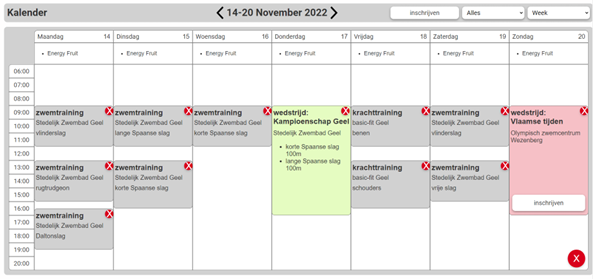 Kalender
14-20 November 2022
inschrijven
Alles
Week
Maandag 14
Dinsdag 15
Woensdag 16
Donderdag 17
Vrijdag 18
Zaterdag 19
Zondag 20
• Energy Fruit
• Energy Fruit
• Energy Fruit
• Energy Fruit
• Energy Fruit
• Energy Fruit
• Energy Fruit
06:00
07:00
08:00
09:00
10:00
11:00
12:00
13:00
14:00
15:00
16:00
17:00
18:00
19:00
20:00
zwemtraining X
Stedelijk Zwembad Geel
vlinderslag
zwemtraining X
Stedelijk Zwembad Geel
rugtrudgeon
zwemtraining X
Stedelijk Zwembad Geel
Daltonslag
zwemtraining X
Stedelijk Zwembad Geel
lange Spaanse slag
zwemtraining X
Stedelijk Zwembad Geel
korte Spaanse slag
zwemtraining X
Stedelijk Zwembad Geel
korte Spaanse slag
wedstrijd: X
Kampioenschap Geel
Stedelijk Zwembad Geel
• korte Spaanse slag
100m
• lange Spaanse slag
100m
krachttraining X
basic-fit Geel
benen
krachttraining X
basic-fit Geel
schouders
zwemtraining X
Stedelijk Zwembad Geel
vlinderslag
zwemtraining X
Stedelijk Zwembad Geel
vrije slag
wedstrijd: X
Vlaamse tijden
Olympisch zwemcentrum
Wezenberg
inschrijven
X